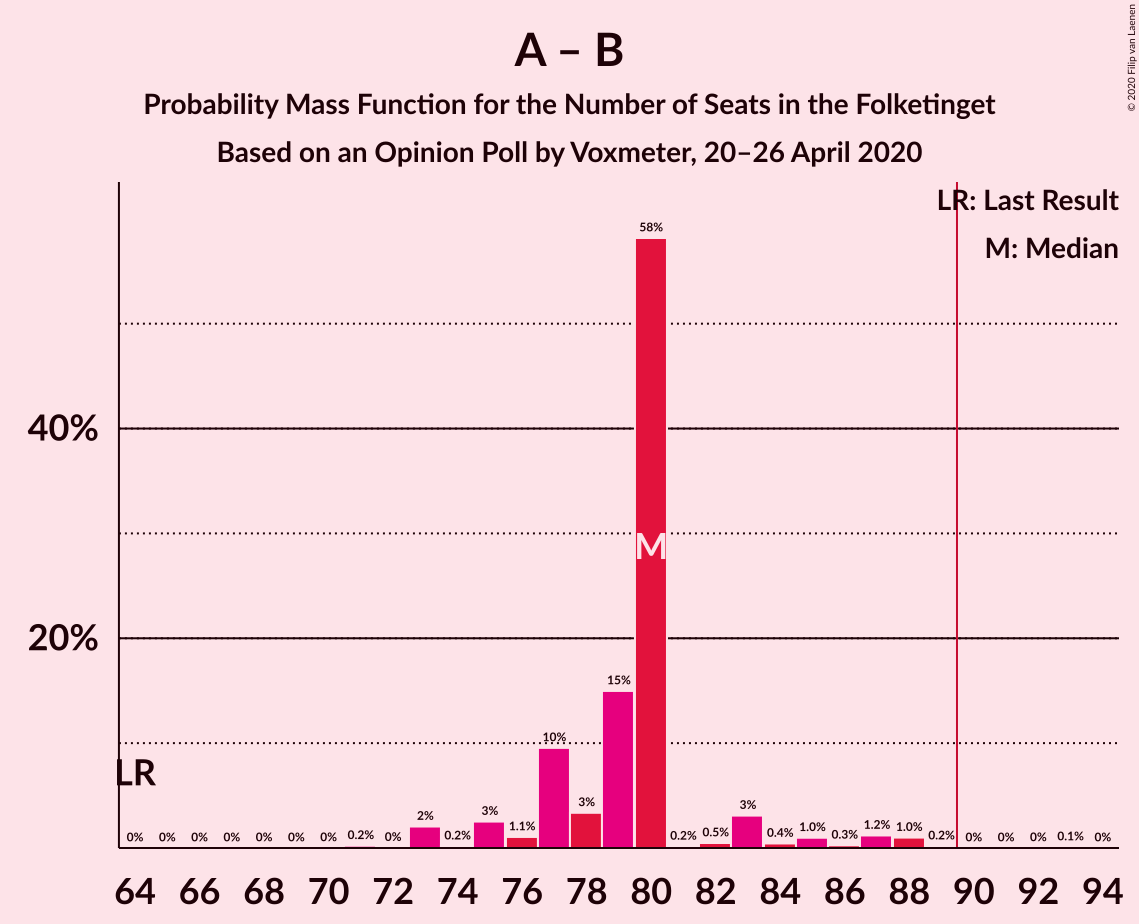 A – B
Probability Mass Function for the Number of Seats in the Folketinget
Based on an Opinion Poll by Voxmeter, 20–26 April 2020
© 2020 Filip van Laenen
LR: Last Result
M: Median
58%
40%
M
20%
15%
10%
LR
0% 0% 0% 0% 0% 0% 0% 0.2% 0% 2% 0.2% 3% 1.1% 3% 0.2% 0.5% 3% 0.4% 1.0% 0.3% 1.2% 1.0% 0.2% 0% 0% 0% 0.1% 0%
64 66 68 70 72 74 76 78 80 82 84 86 88 90 92 94